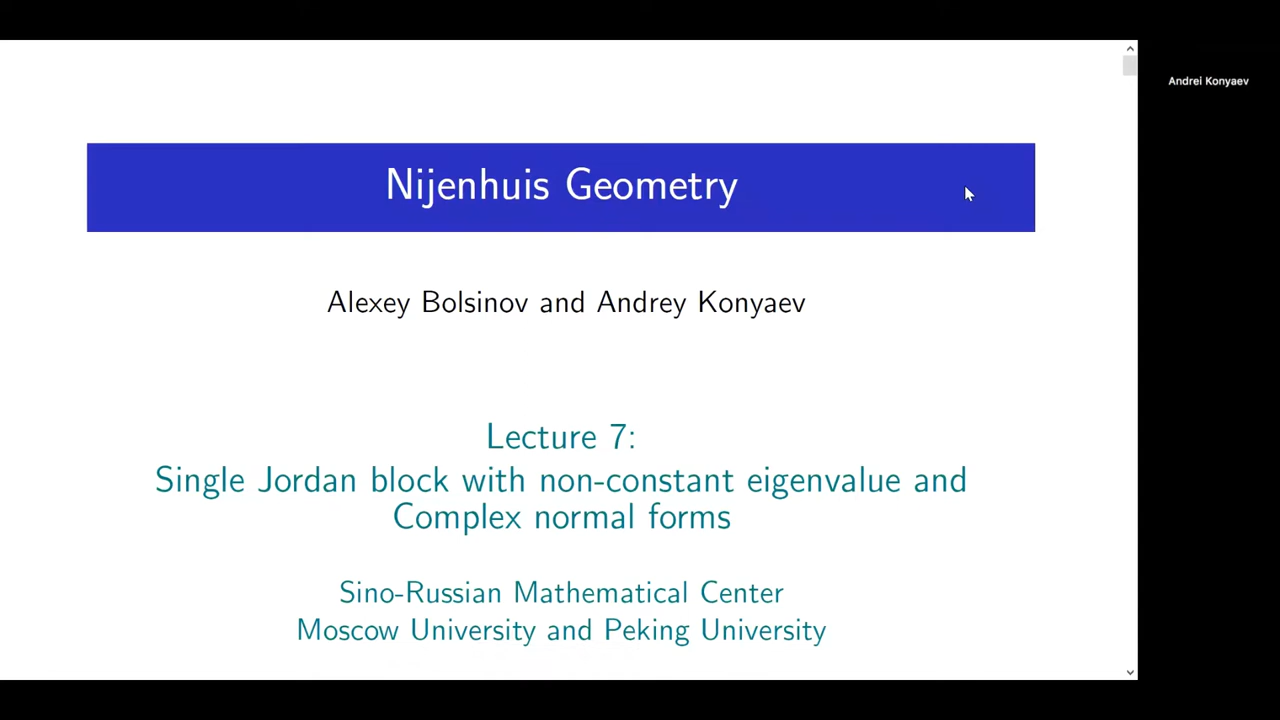 Andrei Konyaev
Nijenhuis Geometry
Alexey Bolsinov and Andrey Konyaev
Lecture 7:
Single Jordan block with non-constant eigenvalue and
Complex normal forms
Sino-Russian Mathematical Center
Moscow University and Peking University